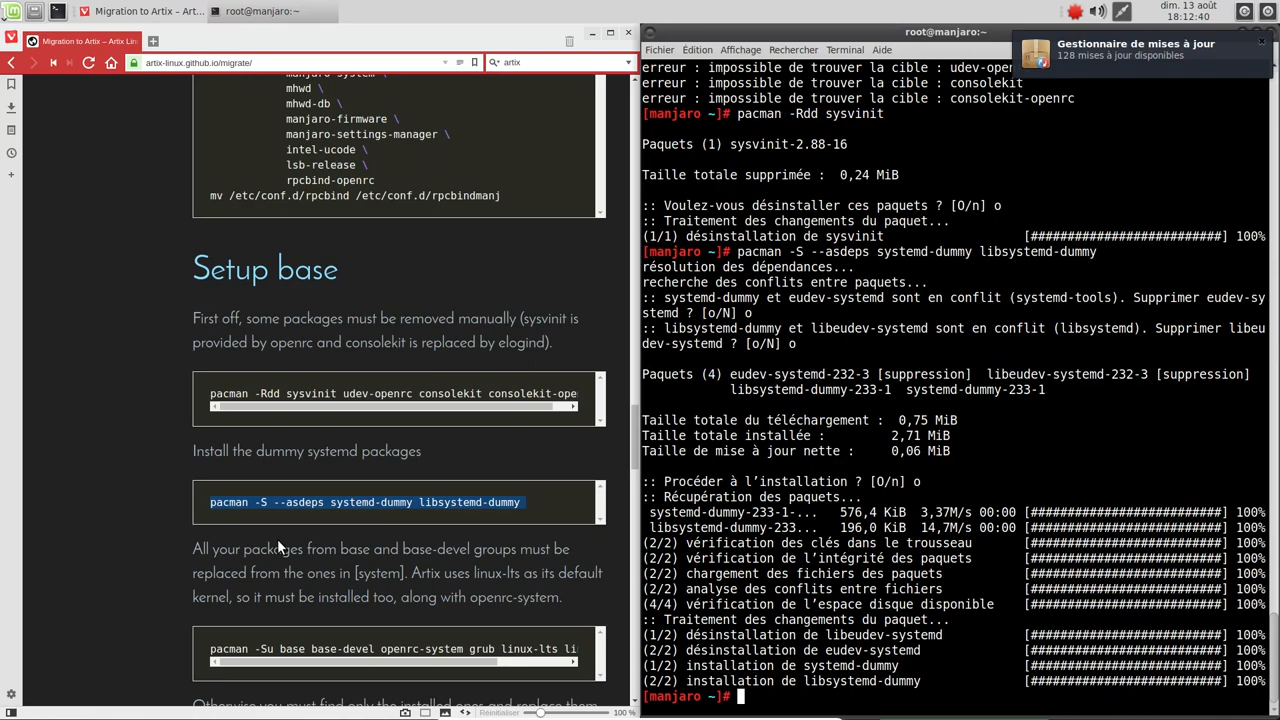 Migration to Artix – Art...
root@manjaro:~
dim. 13 août
18:12:40
Migration to Artix – Artix Lin
artix-linux.github.io/migrate/
artix
manjaro-system \
mhwd \
mhwd-db \
manjaro-firmware \
manjaro-settings-manager \
intel-ucode \
lsb-release \
rpcbind-openrc
mv /etc/conf.d/rpcbind /etc/conf.d/rpcbindmanj
Setup base
First off, some packages must be removed manually (sysvinit is
provided by openrc and consolekit is replaced by elogind).
pacman -Rdd sysvinit udev-openrc consolekit consolekit-ope
Install the dummy systemd packages
pacman -S --asdeps systemd-dummy libsystemd-dummy
All your packages from base and base-devel groups must be
replaced from the ones in [system]. Artix uses linux-lts as its default
kernel, so it must be installed too, along with openrc-system.
pacman -Su base base-devel openrc-system grub linux-lts li
Otherwise you must find only the installed ones and replace them
Réinitialiser
100 %
root@manjaro:~
Fichier Édition Affichage Rechercher Terminal Aide
Gestionnaire de mises à jour
128 mises à jour disponibles
erreur : impossible de trouver la cible : udev-open
erreur : impossible de trouver la cible : consolekit
erreur : impossible de trouver la cible : consolekit-openrc
[manjaro ~]# pacman -Rdd sysvinit
Paquets (1) sysvinit-2.88-16
Taille totale supprimée : 0,24 MiB
:: Voulez-vous désinstaller ces paquets ? [O/n] o
:: Traitement des changements du paquet...
(1/1) désinstallation de sysvinit [##########################] 100%
[manjaro ~]# pacman -S --asdeps systemd-dummy libsystemd-dummy
résolution des dépendances...
recherche des conflits entre paquets...
:: systemd-dummy et eudev-systemd sont en conflit (systemd-tools). Supprimer eudev-sy
stemd ? [o/N] o
:: libsystemd-dummy et libeudev-systemd sont en conflit (libsystemd). Supprimer libeu
dev-systemd ? [o/N] o
Paquets (4) eudev-systemd-232-3 [suppression] libeudev-systemd-232-3 [suppression]
libsystemd-dummy-233-1 systemd-dummy-233-1
Taille totale du téléchargement : 0,75 MiB
Taille totale installée : 2,71 MiB
Taille de mise à jour nette : 0,06 MiB
:: Procéder à l'installation ? [O/n] o
:: Récupération des paquets...
systemd-dummy-233-1-... 576,4 KiB 3,37M/s 00:00 [##########################] 100%
libsystemd-dummy-233... 196,0 KiB 14,7M/s 00:00 [##########################] 100%
(2/2) vérification des clés dans le trousseau [##########################] 100%
(2/2) vérification de l'intégrité des paquets [##########################] 100%
(2/2) chargement des fichiers des paquets [##########################] 100%
(2/2) analyse des conflits entre fichiers [##########################] 100%
(4/4) vérification de l'espace disque disponible [##########################] 100%
:: Traitement des changements du paquet...
(1/2) désinstallation de libeudev-systemd [##########################] 100%
(2/2) désinstallation de eudev-systemd [##########################] 100%
(1/2) installation de systemd-dummy [##########################] 100%
(2/2) installation de libsystemd-dummy [##########################] 100%
[manjaro ~]#